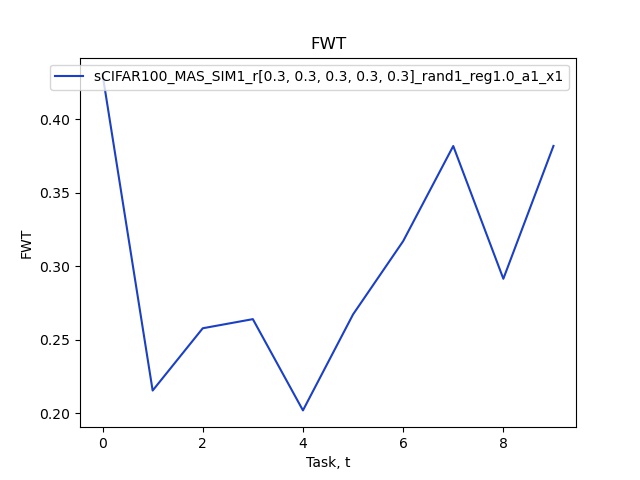 FWT
sCIFAR100_MAS_SIM1_r[0.3, 0.3, 0.3, 0.3, 0.3]_rand1_reg1.0_a1_x1
0.40
0.35
0.30
0.25
0.20
FWT
0 2 4 6 8
Task, t